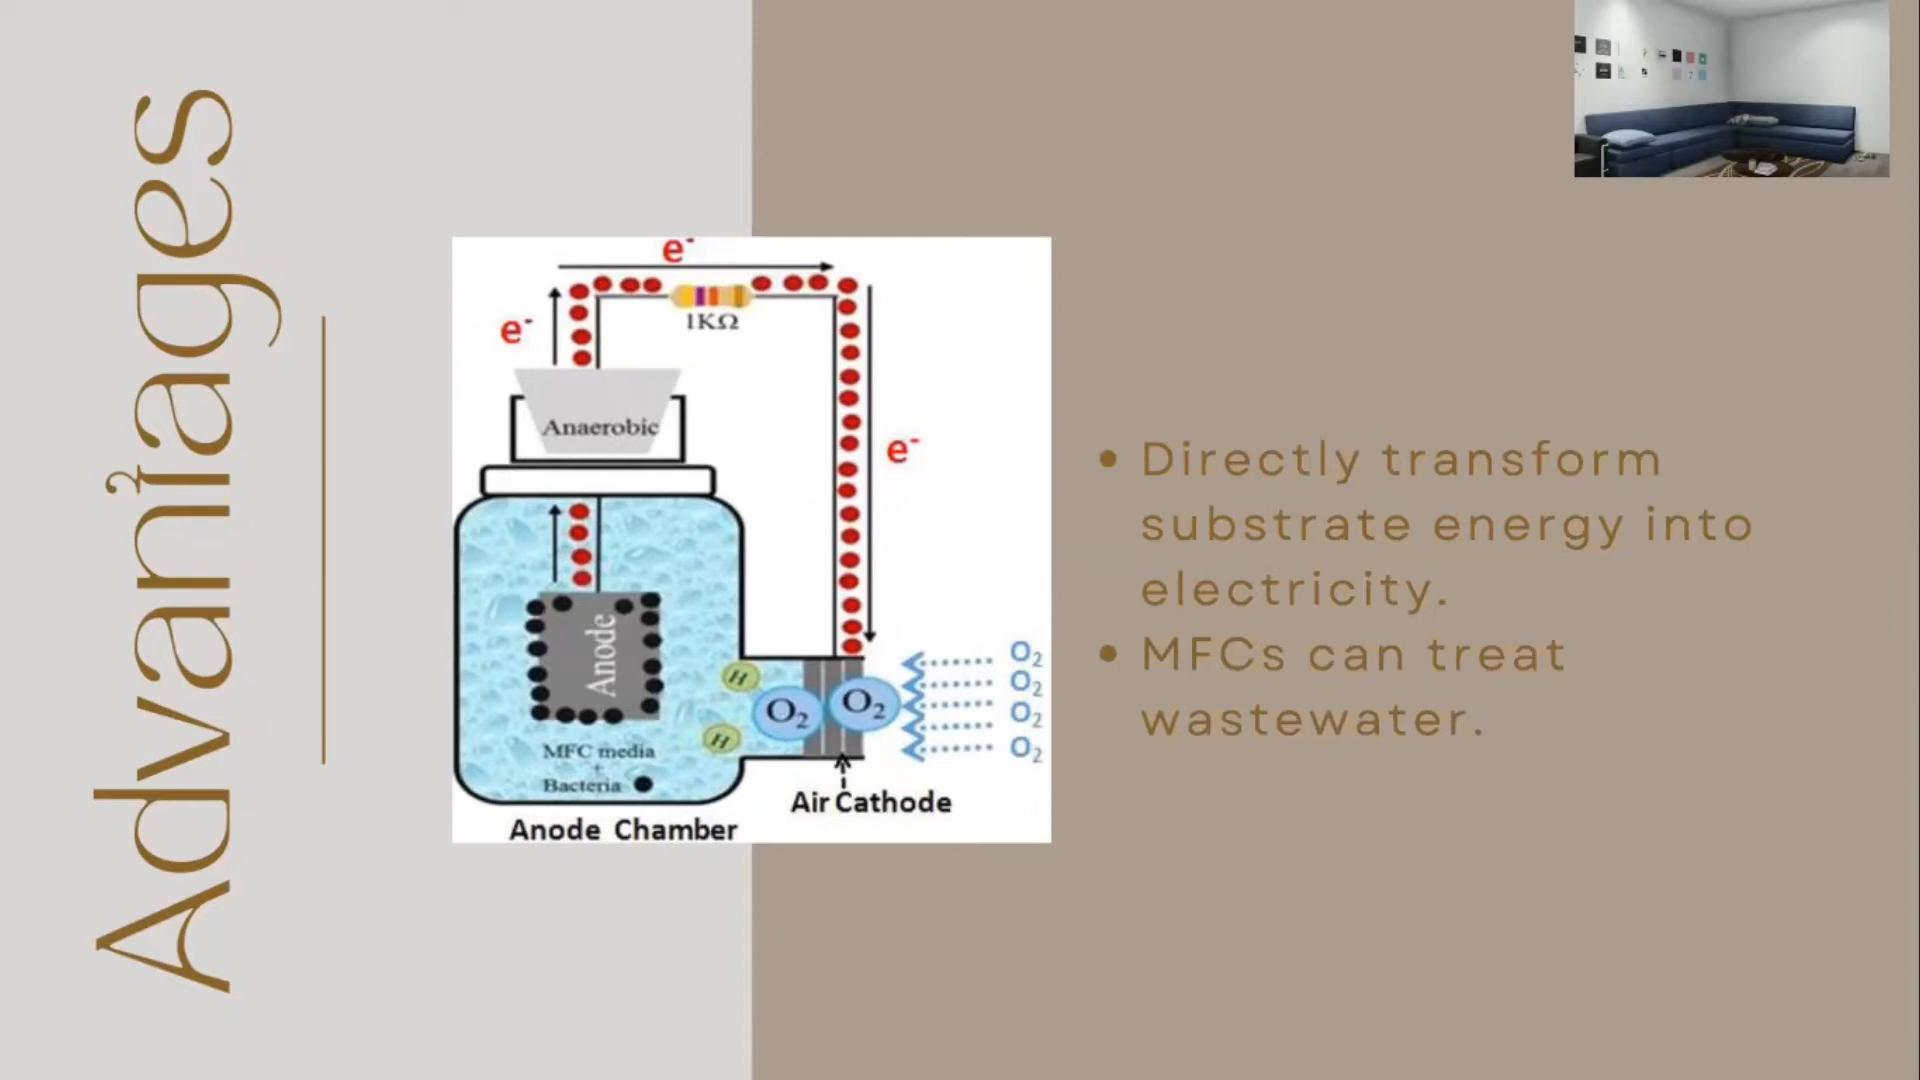 Advantages
e-
e-
1KΩ
Anaerobic
e-
Anode
H
H
O2
O2
O2
O2
O2
O2
MFC media
+
Bacteria
Air Cathode
Anode Chamber
• Directly transform
substrate energy into
electricity.
• MFCs can treat
wastewater.